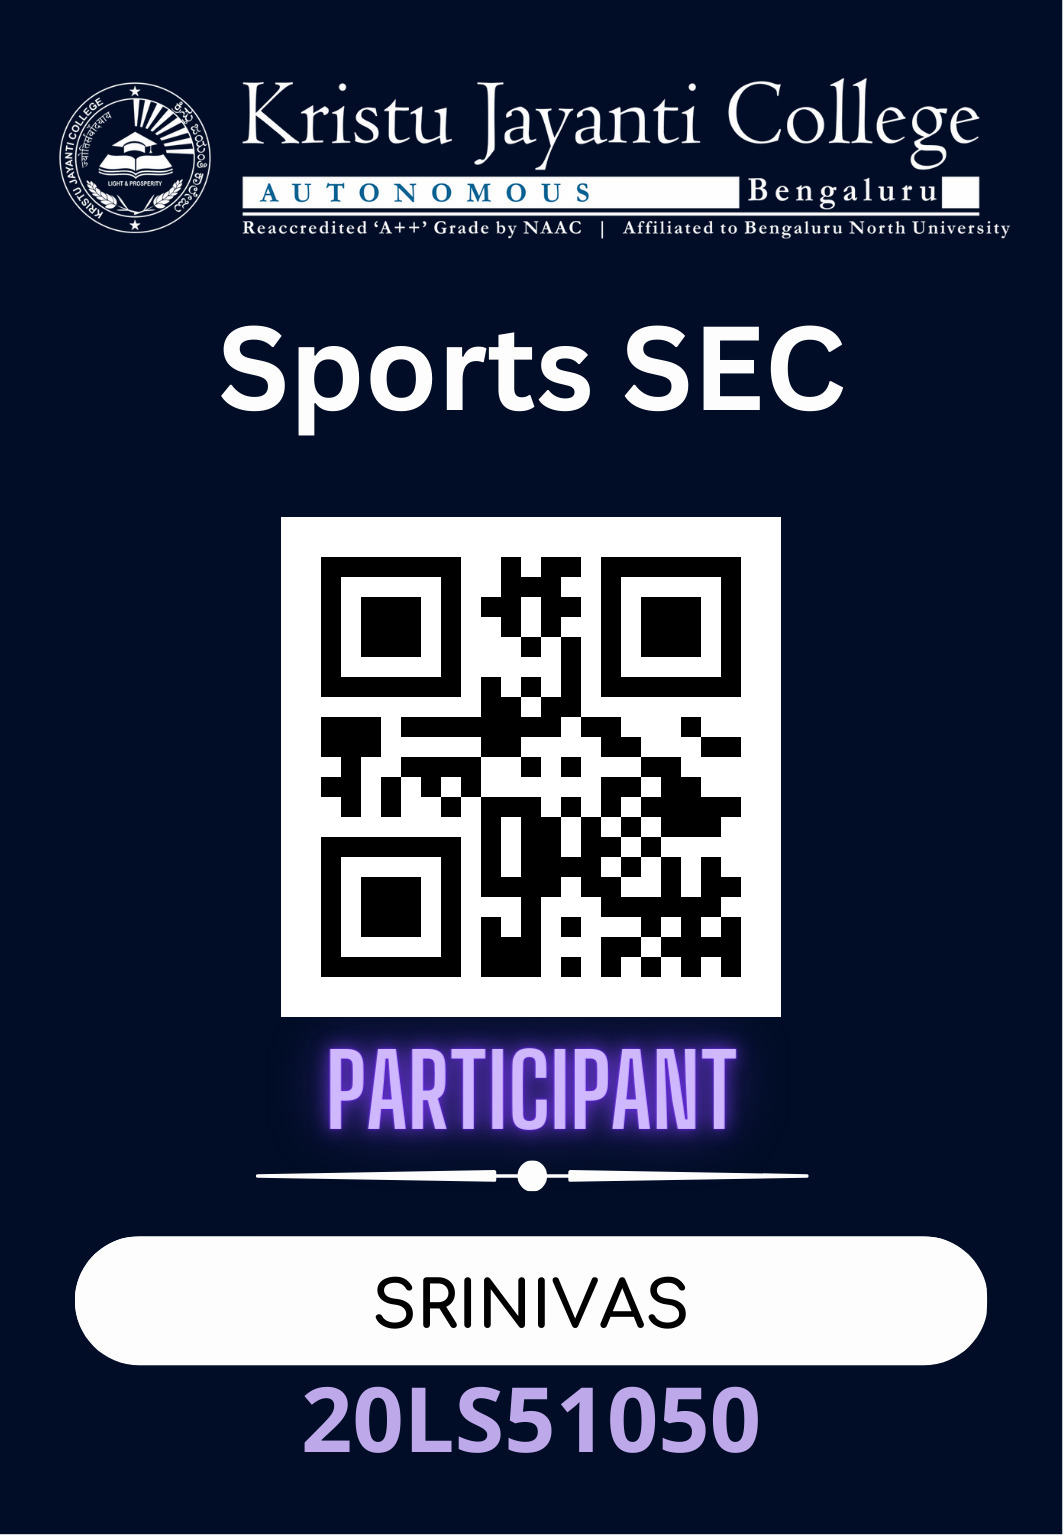 KRISTU JAYANTI COLLEGE
LIGHT & PROSPERITY
Kristu Jayanti College
AUTONOMOUS Bengaluru
Reaccredited ‘A++’ Grade by NAAC | Affiliated to Bengaluru North University
Sports SEC
PARTICIPANT
SRINIVAS
20LS51050